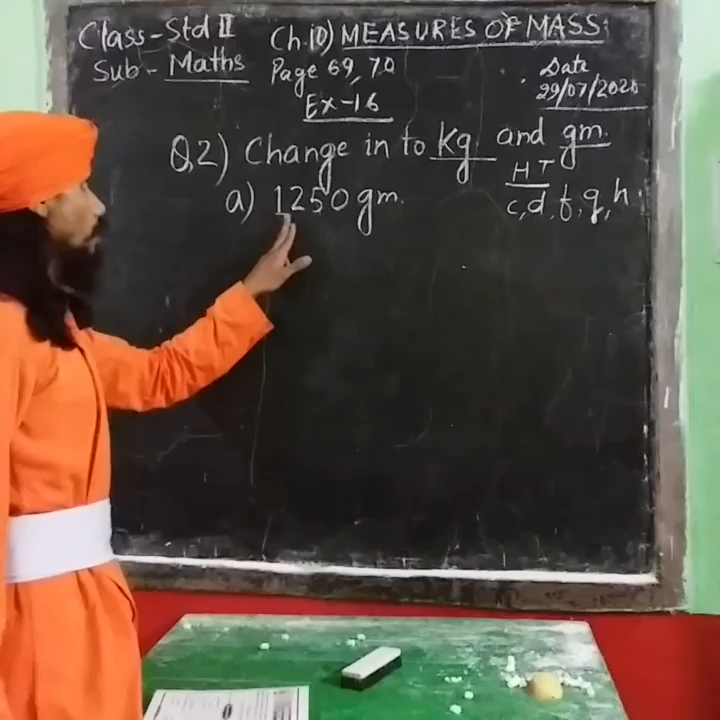 Class-Std II
Sub - Maths
Ch.10) MEASURES OF MASS
Page 69, 70
Ex-16
Date
29/07/2020
Q.2) Change in to Kg and gm.
a) 1250 gm.
H T
c, d, f, g, h